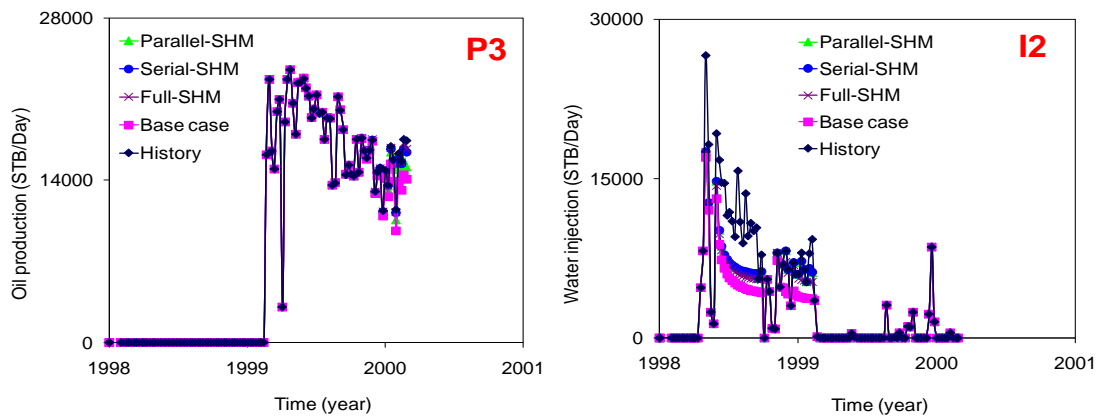 28000
14000
0
Oil production (STB/Day)
P3
Parallel-SHM
Serial-SHM
Full-SHM
Base case
History
1998
1999
2000
2001
Time (year)
30000
15000
0
Water injection (STB/Day)
I2
Parallel-SHM
Serial-SHM
Full-SHM
Base case
History
1998
1999
2000
2001
Time (year)